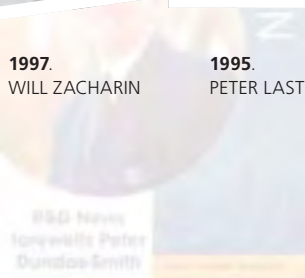 1997.
WILL ZACHARIN
1995.
PETER LAST
R&D News
farewells Peter
Dundas-Smith